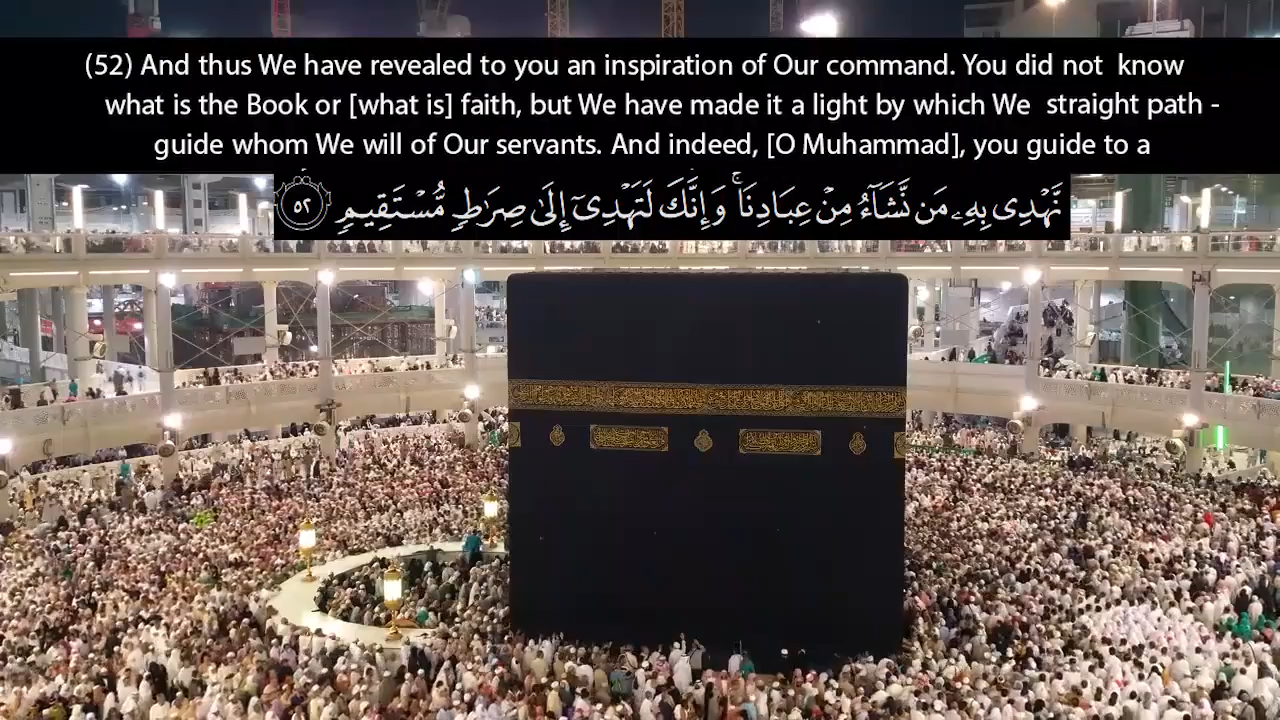 (52) And thus We have revealed to you an inspiration of Our command. You did not know
what is the Book or [what is] faith, but We have made it a light by which We straight path -
guide whom We will of Our servants. And indeed, [O Muhammad], you guide to a
نَّهْدِى بِهِۦ مَن نَّشَآءُ مِنْ عِبَادِنَا ۚ وَإِنَّكَ لَتَهْدِىٓ إِلَىٰ صِرَٰطٍ مُّسْتَقِيمٍ ٥٢